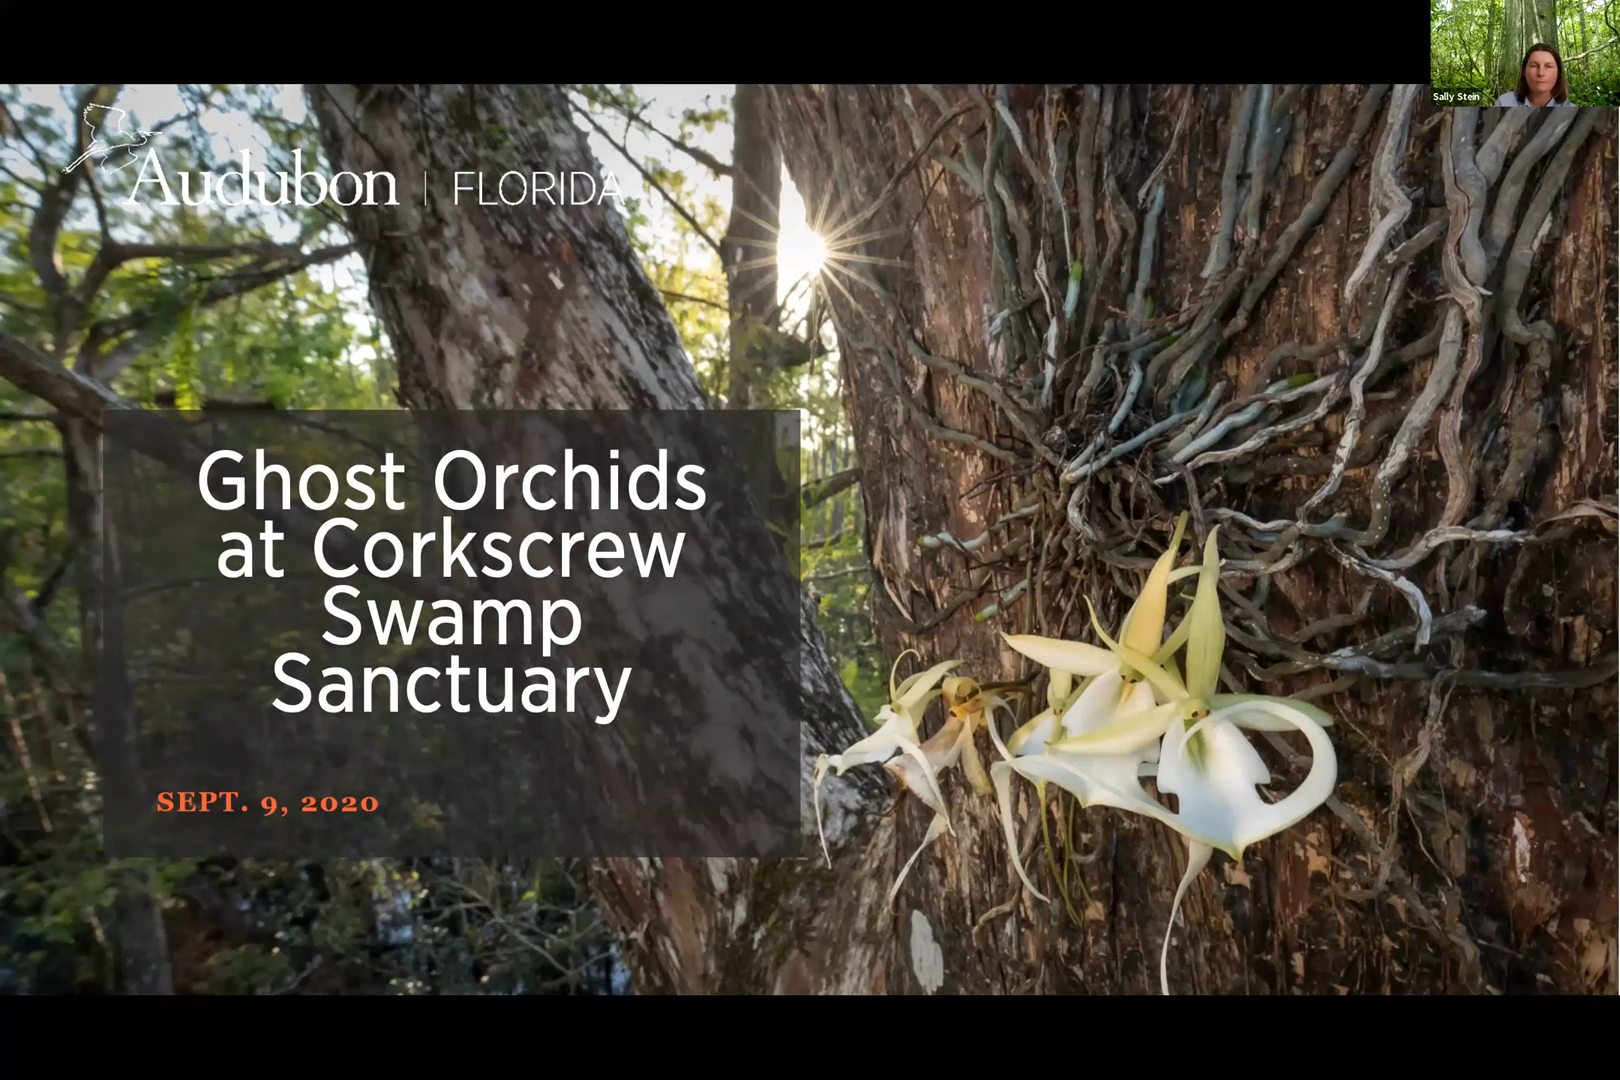 Sally Stein
Audubon | FLORIDA
Ghost Orchids
at Corkscrew
Swamp
Sanctuary
SEPT. 9, 2020